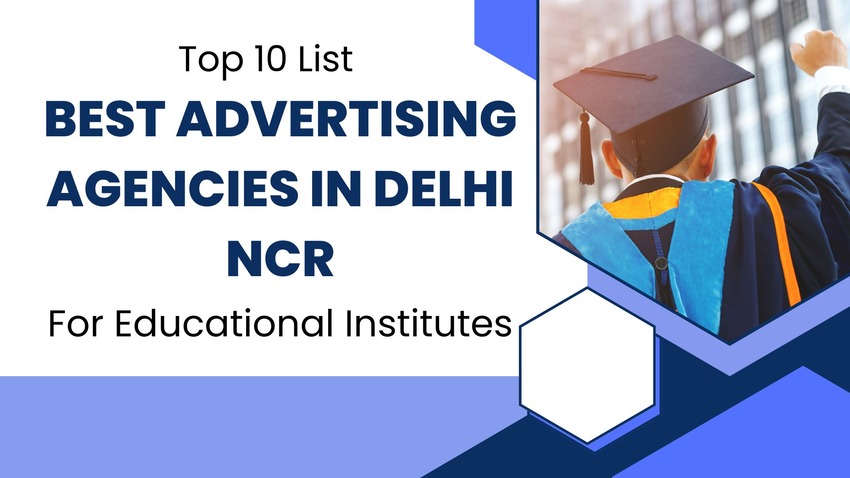 Top 10 List
BEST ADVERTISING
AGENCIES IN DELHI
NCR
For Educational Institutes